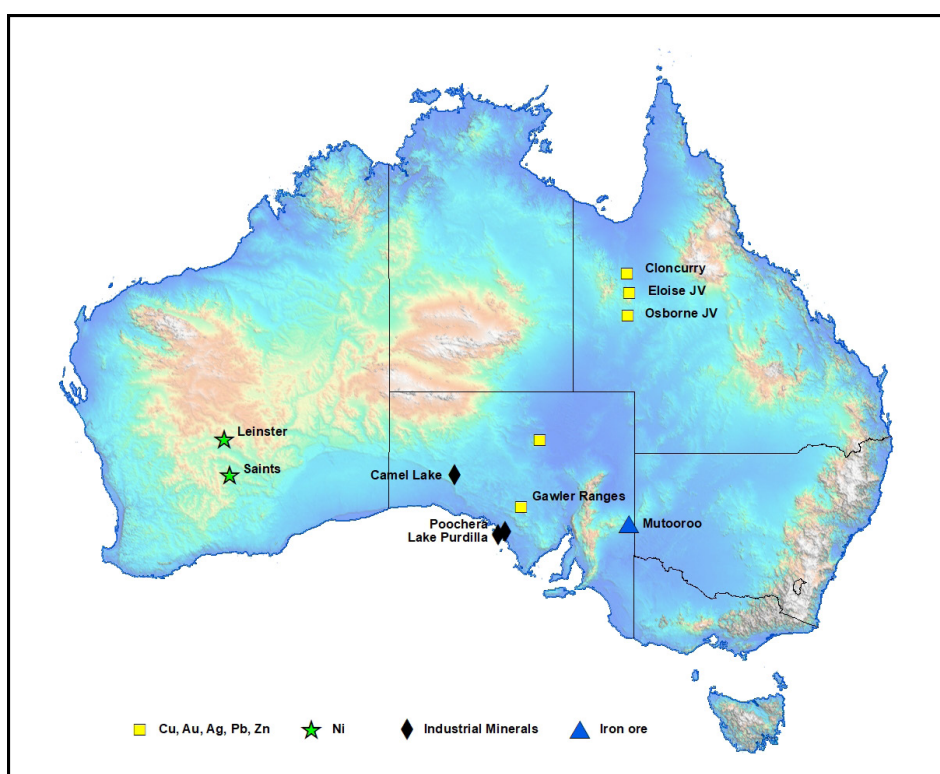 Cloncurry
Eloise JV
Osborne JV
Leinster
Saints
Camel Lake
Gawler Ranges
Poochera
Lake Purdilla
Mutooroo
Cu, Au, Ag, Pb, Zn
Ni
Industrial Minerals
Iron ore